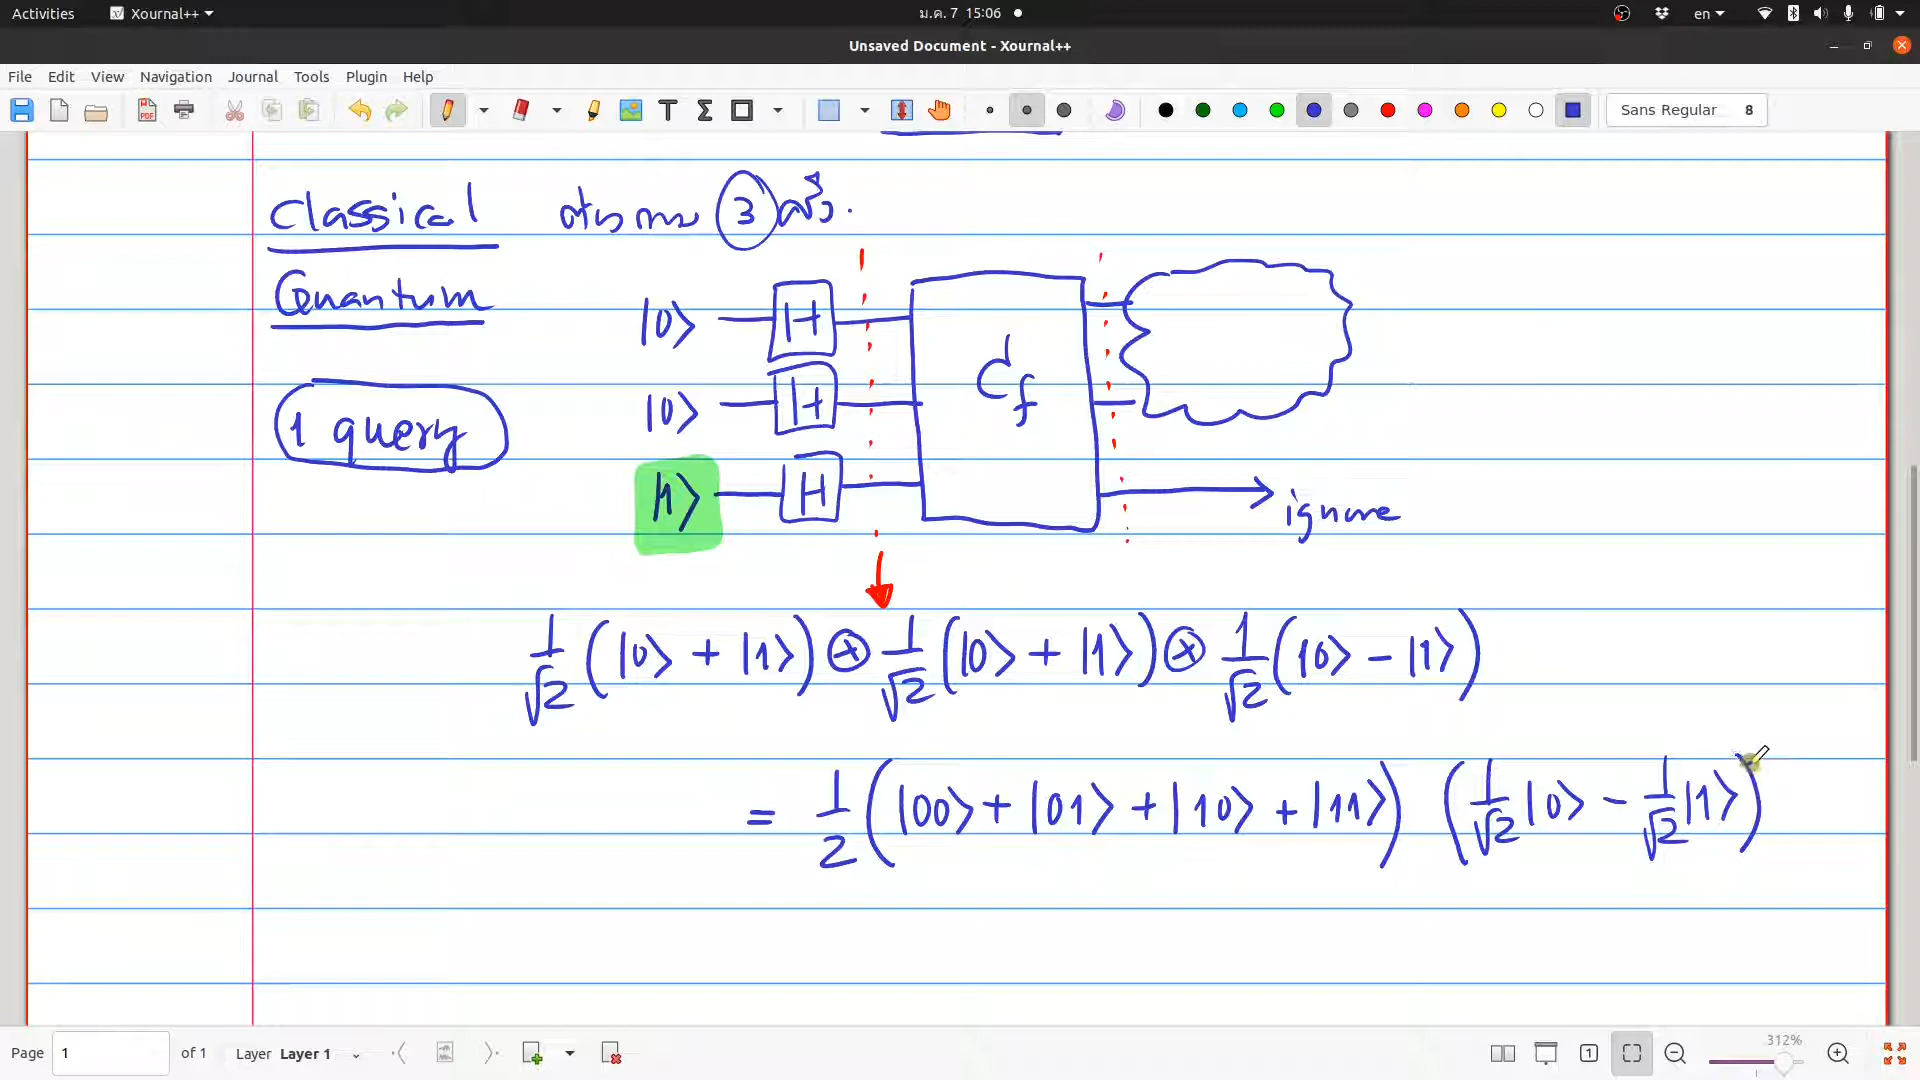 Activities Xournal++ ม.ค. 7 15:06 en
Unsaved Document - Xournal++
File Edit View Navigation Journal Tools Plugin Help
Sans Regular 8
Classical 3
Quantum
|0⟩ H
|0⟩ H
|1⟩ H
C_f
1 query
ignore
1/√2 (|0⟩ + |1⟩) ⊗ 1/√2 (|0⟩ + |1⟩) ⊗ 1/√2 (|0⟩ - |1⟩)
= 1/2 (|00⟩ + |01⟩ + |10⟩ + |11⟩) (1/√2 |0⟩ - 1/√2 |1⟩)
Page 1 of 1 Layer Layer 1 312%